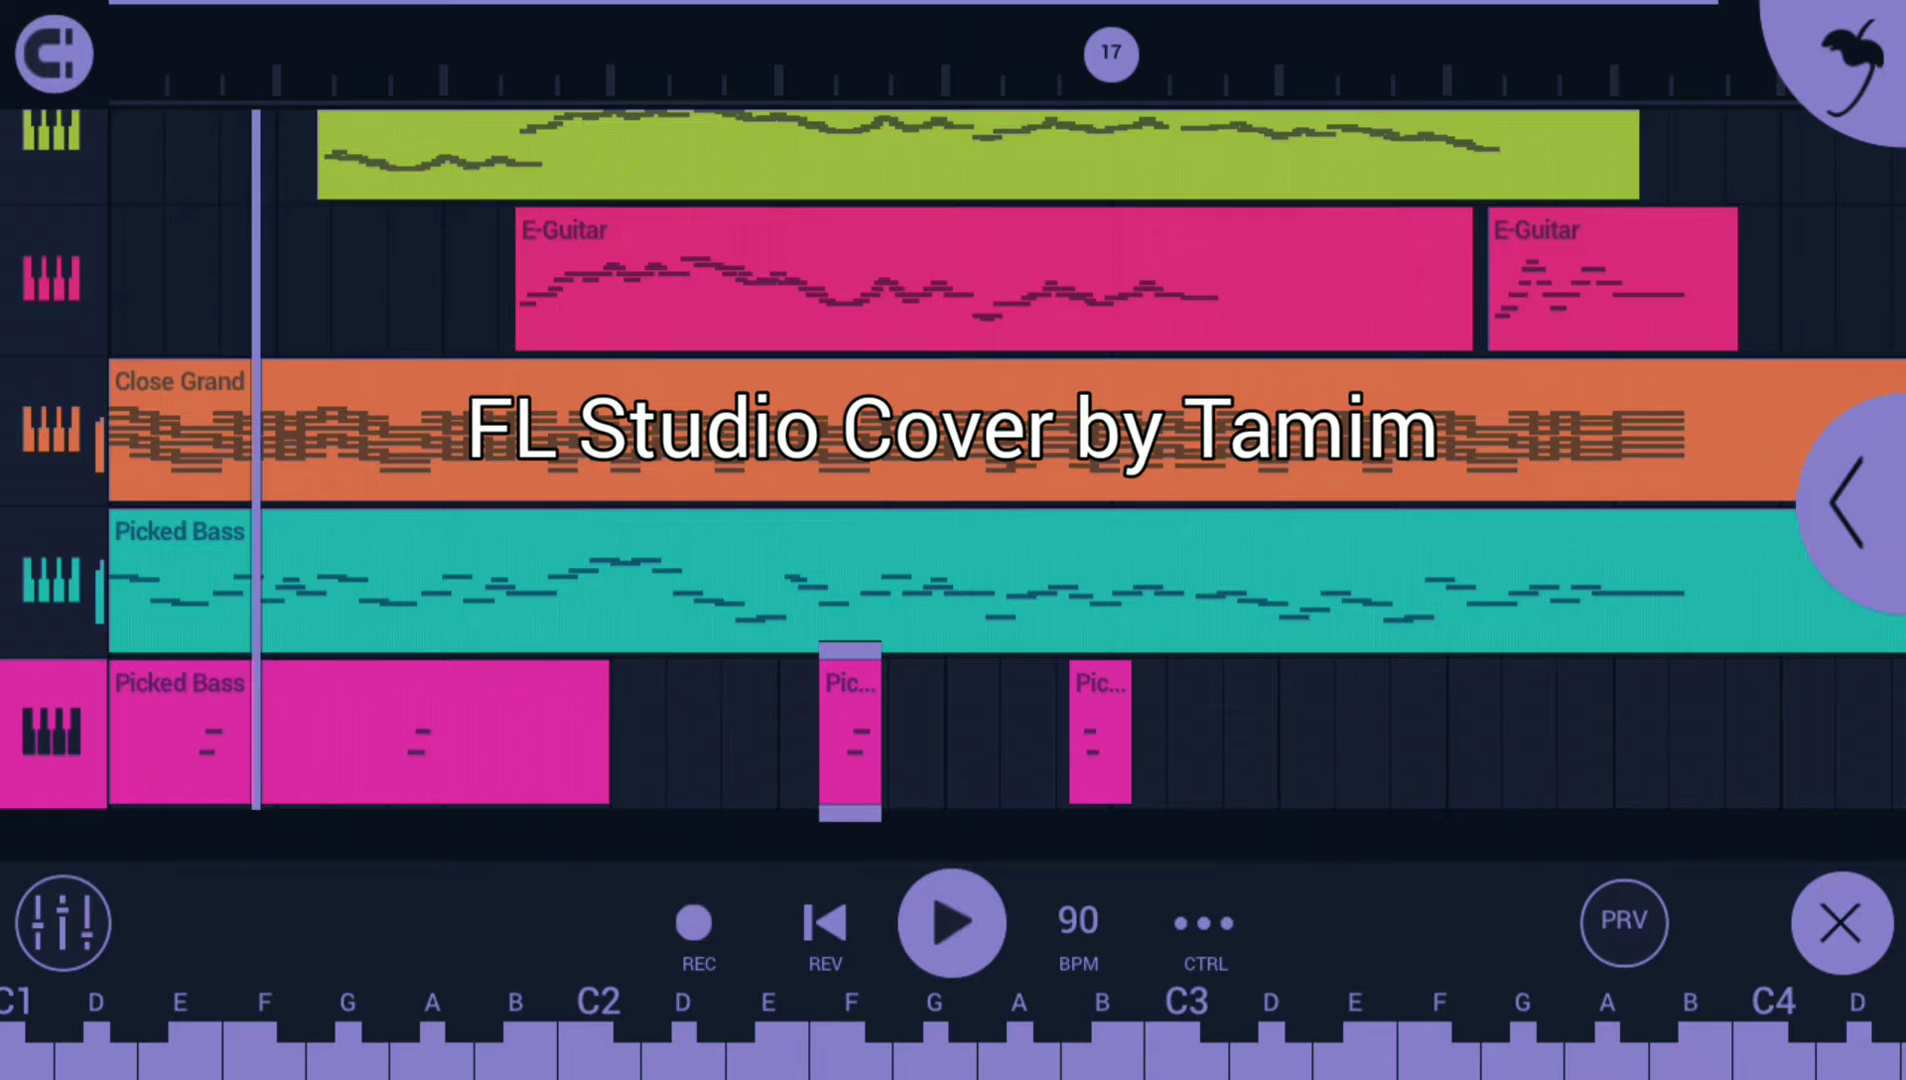 17
E-Guitar
E-Guitar
Close Grand
FL Studio Cover by Tamim
Picked Bass
Picked Bass
Pic...
Pic...
90
PRV
REC
REV
BPM
CTRL
C1 D E F G A B C2 D E F G A B C3 D E F G A B C4 D